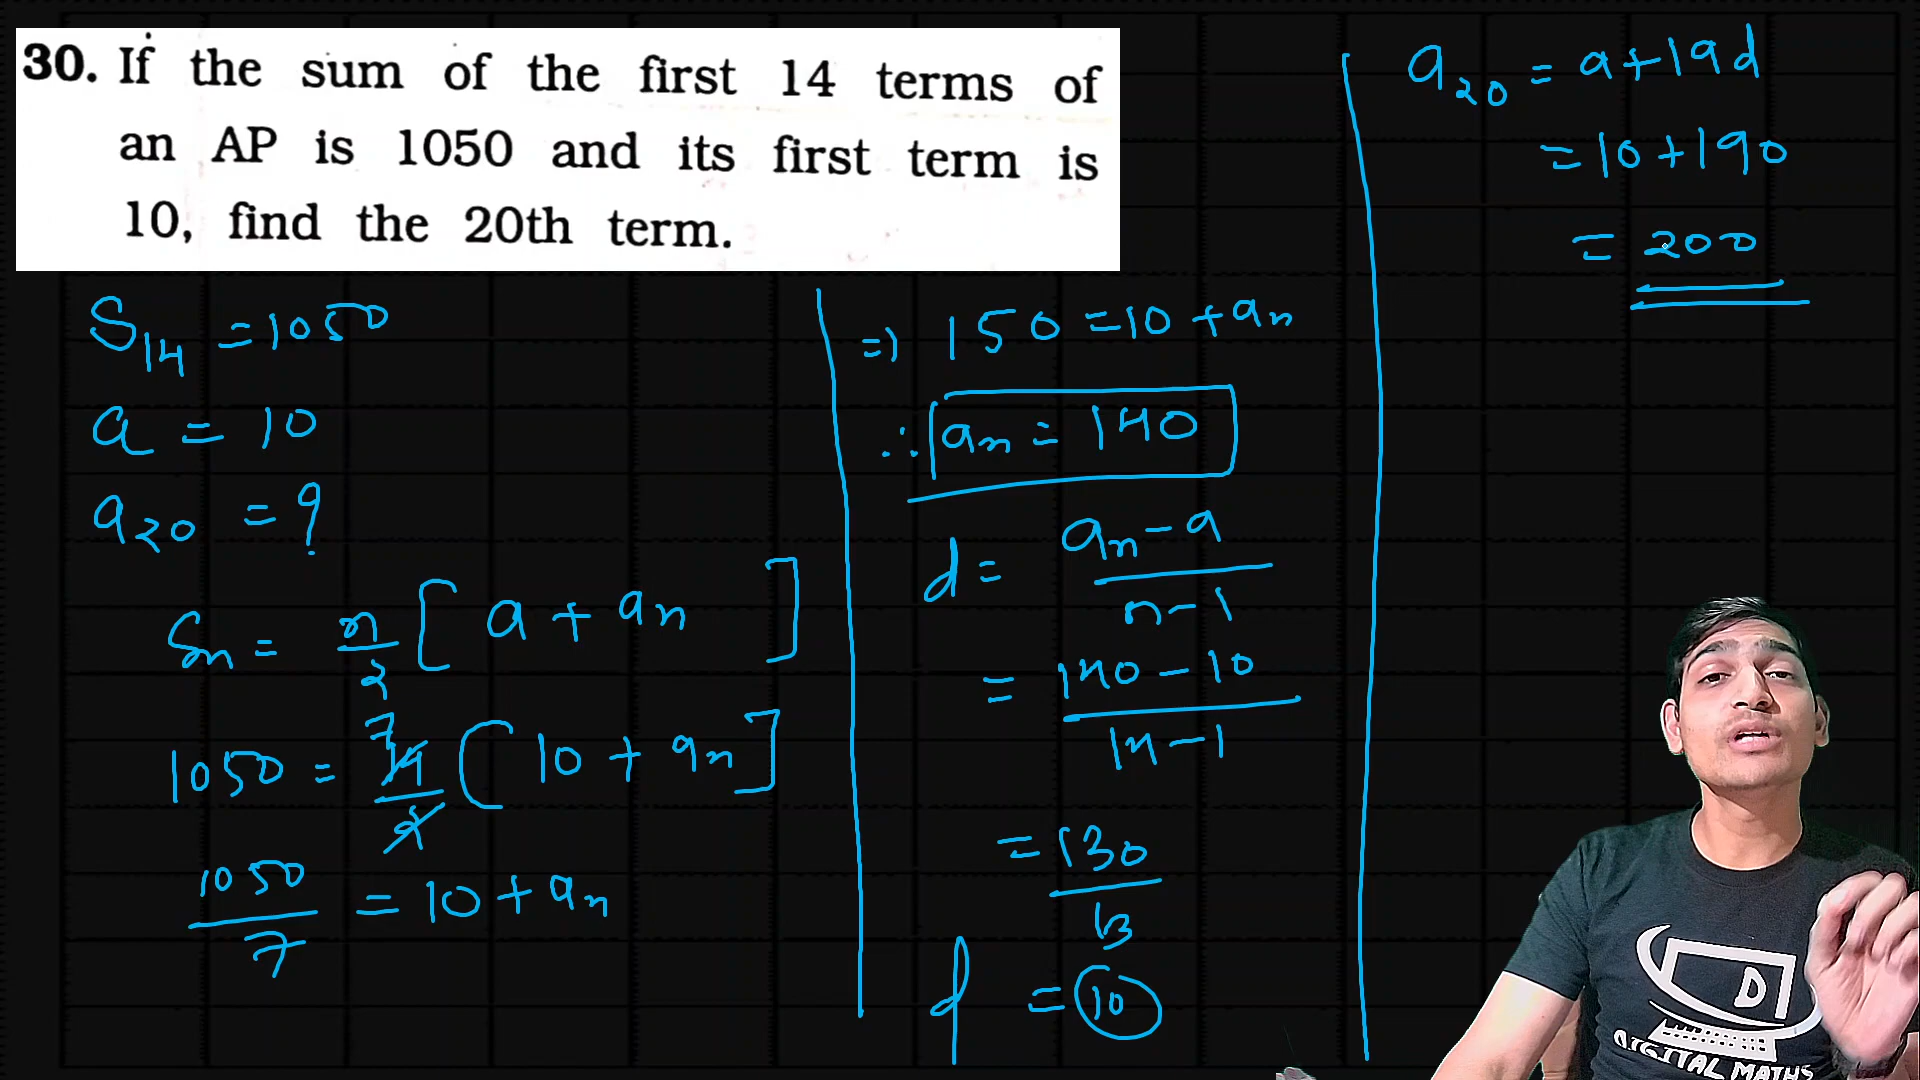 30. If the sum of the first 14 terms of
an AP is 1050 and its first term is
10, find the 20th term.
S₁₄ = 1050
a = 10
a₂₀ = ?
Sn = n/2 [ a + an ]
1050 = 7 14/2 ( 10 + an ]
1050/7 = 10 + an
=) 150 = 10 + an
∴ an = 140
d = an - a / n - 1
= 140 - 10 / 14 - 1
= 130 / 13
d = 10
a₂₀ = a + 19d
= 10 + 190
= 200
D
DIGITAL MATHS